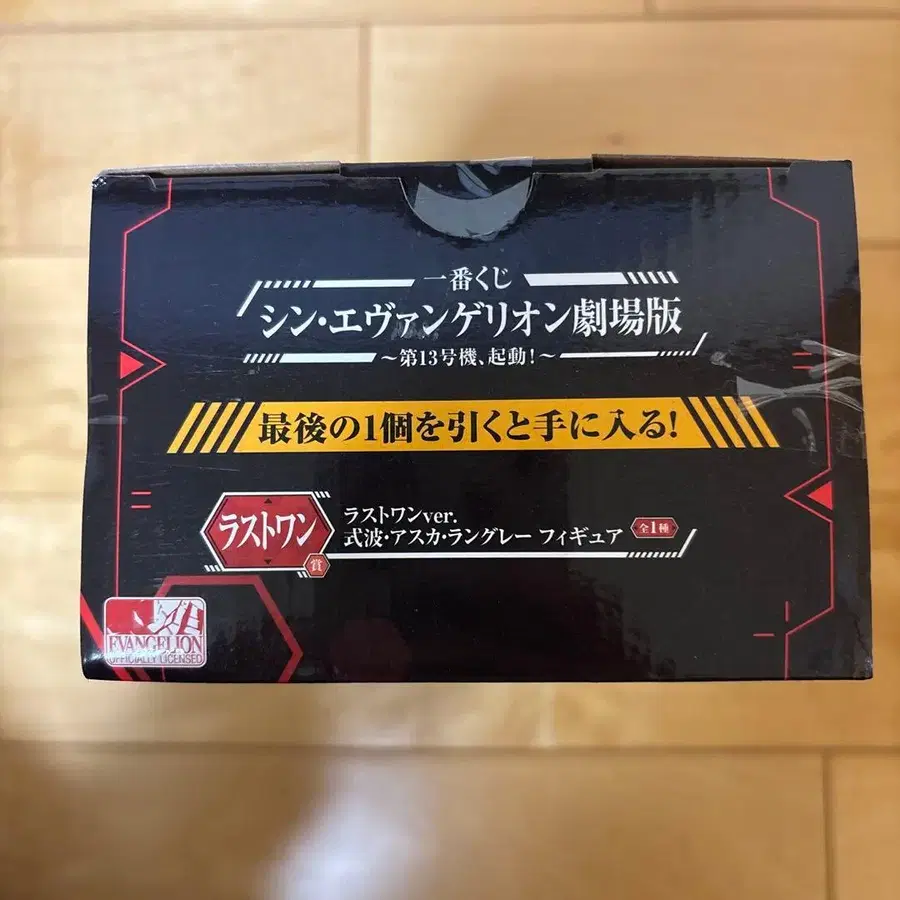 一番くじ
シン・エヴァンゲリオン劇場版
～第13号機、起動！～
最後の1個を引くと手に入る！
ラストワン
賞
ラストワンver.
式波・アスカ・ラングレー フィギュア
全1種
EVANGELION
OFFICIALLY LICENSED